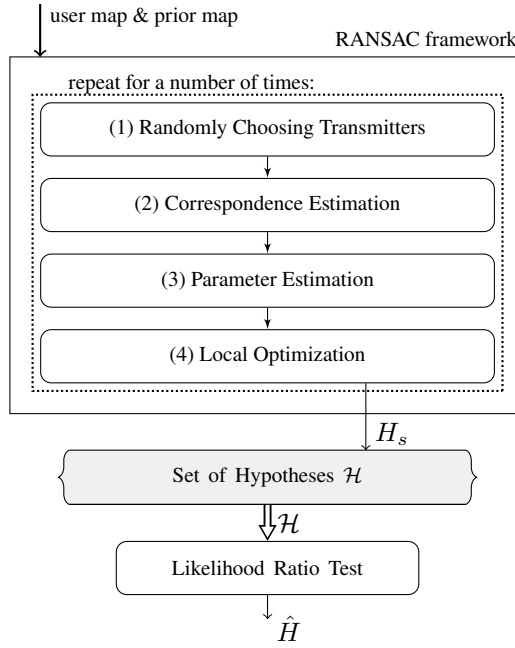 user map & prior map
RANSAC framework
repeat for a number of times:
(1) Randomly Choosing Transmitters
(2) Correspondence Estimation
(3) Parameter Estimation
(4) Local Optimization
H_s
Set of Hypotheses ℋ
ℋ
Likelihood Ratio Test
Ĥ